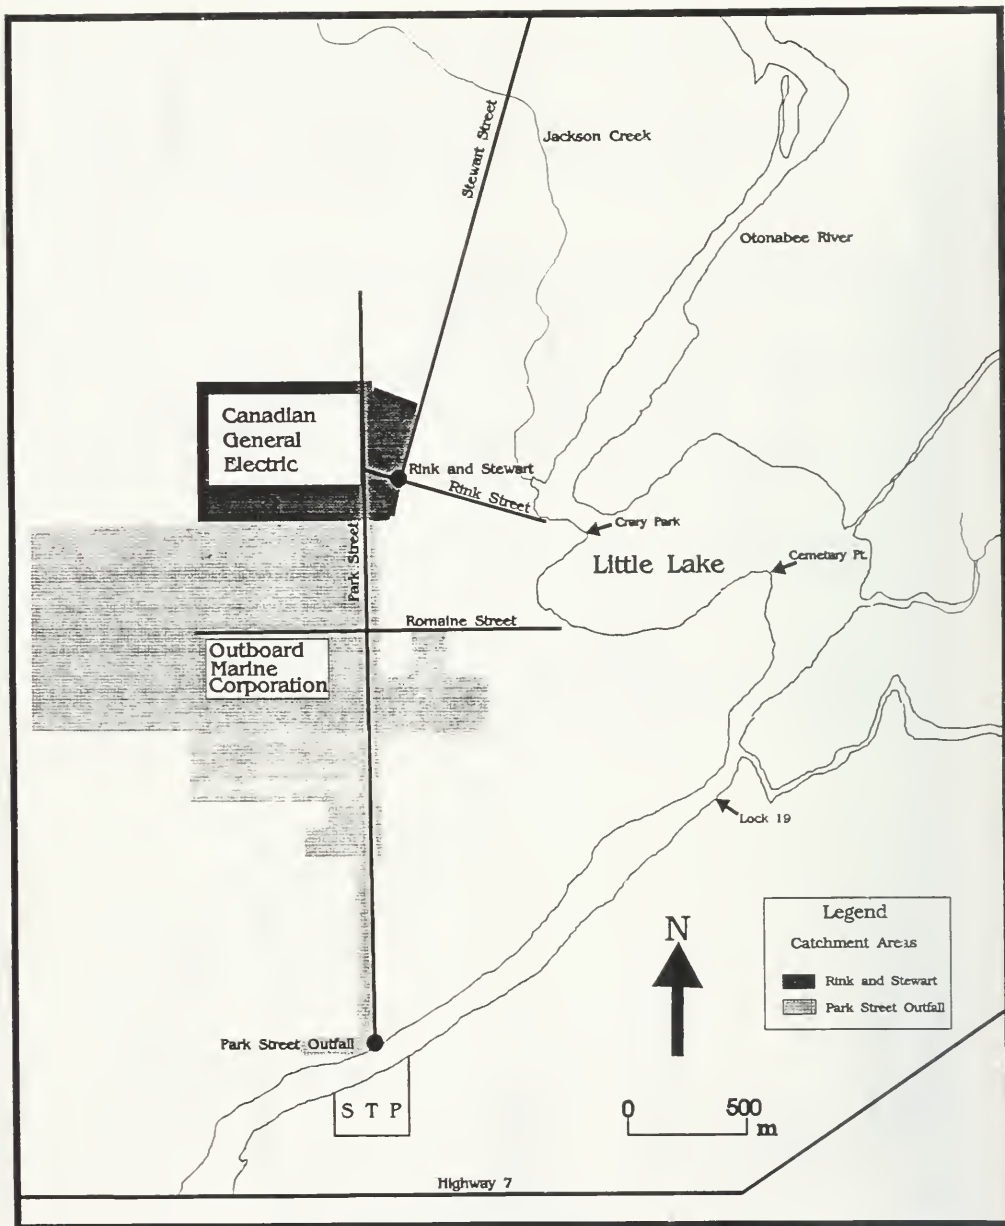 Stewart Street
Jackson Creek
Otonabee River
Canadian
General
Electric
Rink and Stewart
Rink Street
Crary Park
Park Street
Little Lake
Cemetary Pt.
Romaine Street
Outboard
Marine
Corporation
Lock 19
N
Legend
Catchment Areas
Rink and Stewart
Park Street Outfall
Park Street Outfall
S T P
0 500
m
Highway 7